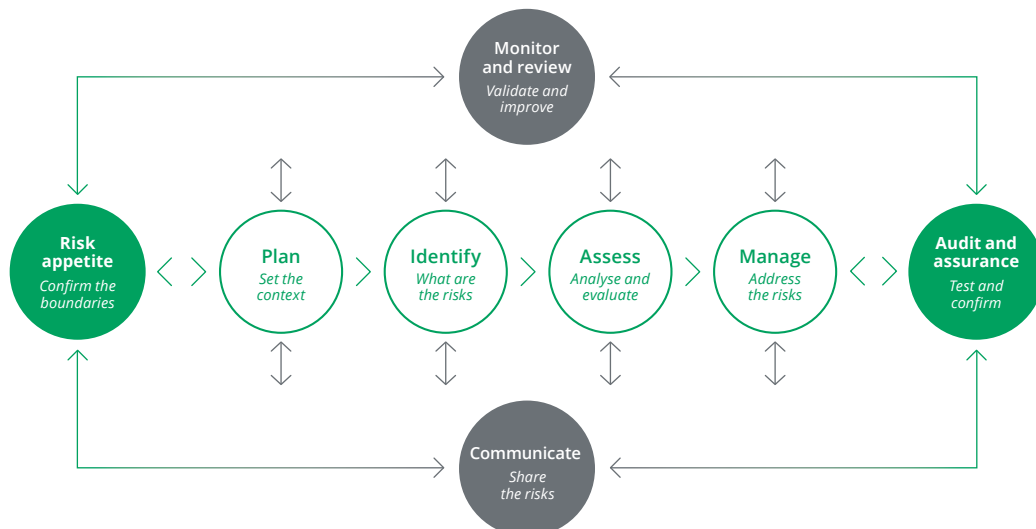 Monitor
and review
Validate and
improve
Risk
appetite
Confirm the
boundaries
Plan
Set the
context
Identify
What are
the risks
Assess
Analyse and
evaluate
Manage
Address
the risks
Audit and
assurance
Test and
confirm
Communicate
Share
the risks